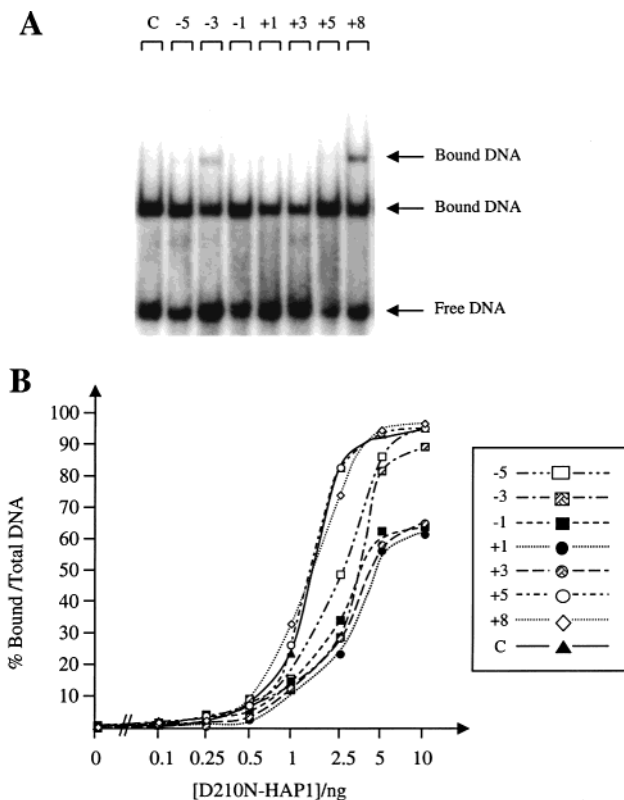 A
C -5 -3 -1 +1 +3 +5 +8
Bound DNA
Bound DNA
Free DNA
B
100
90
80
70
60
50
40
30
20
10
% Bound /Total DNA
0 0.1 0.25 0.5 1 2.5 5 10
[D210N-HAP1]/ng
-5
-3
-1
+1
+3
+5
+8
C